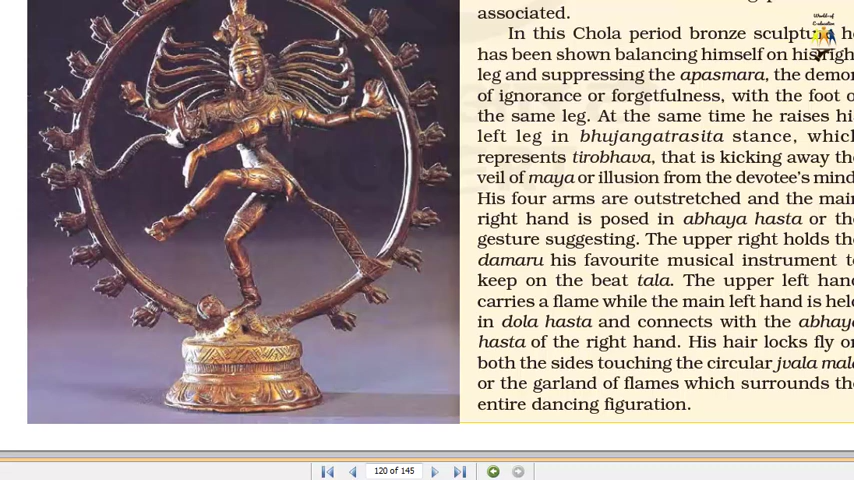 associated.
In this Chola period bronze sculpture he
has been shown balancing himself on his righ
leg and suppressing the apasmara, the demon
of ignorance or forgetfulness, with the foot o
the same leg. At the same time he raises hi
left leg in bhujangatrasita stance, which
represents tirobhava, that is kicking away the
veil of maya or illusion from the devotee's mind
His four arms are outstretched and the main
right hand is posed in abhaya hasta or the
gesture suggesting. The upper right holds the
damaru his favourite musical instrument to
keep on the beat tala. The upper left hand
carries a flame while the main left hand is held
in dola hasta and connects with the abhaya
hasta of the right hand. His hair locks fly on
both the sides touching the circular jvala mala
or the garland of flames which surrounds the
entire dancing figuration.
World-of
120 of 145